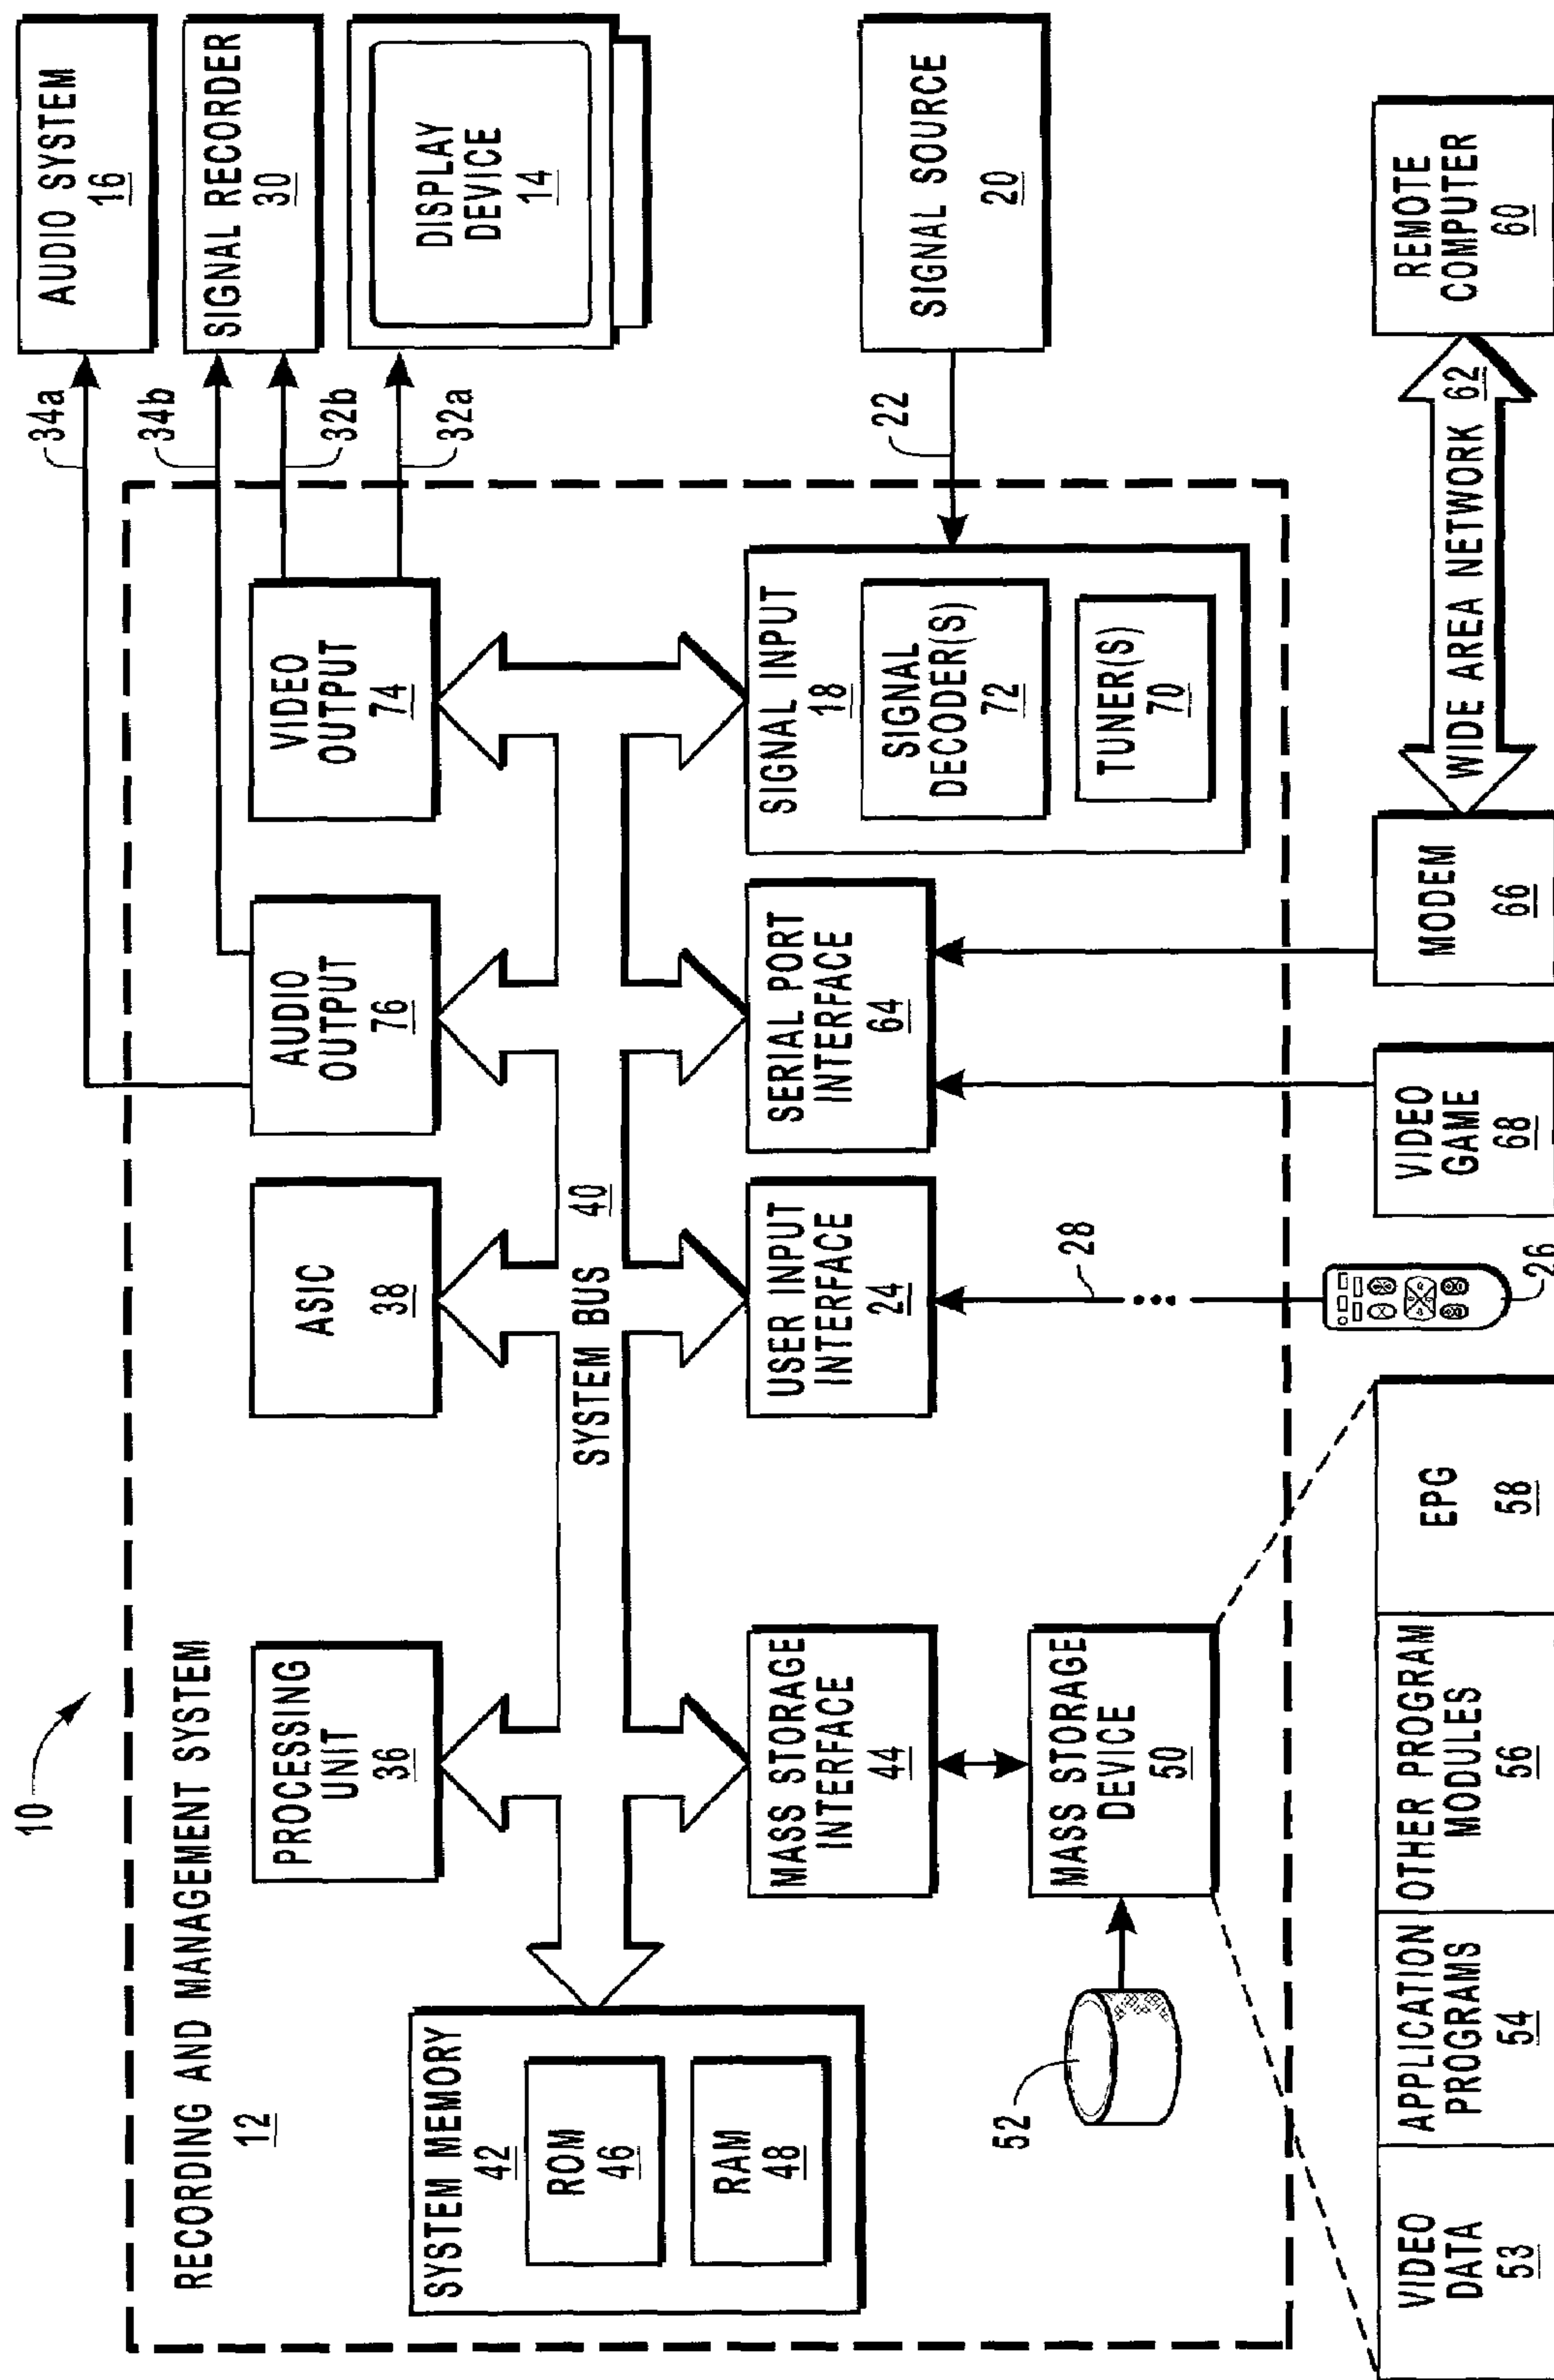 10
RECORDING AND MANAGEMENT SYSTEM
12
SYSTEM MEMORY
42
ROM
46
RAM
48
PROCESSING
UNIT
36
ASIC
38
AUDIO
OUTPUT
76
VIDEO
OUTPUT
74
34a
34b
32b
32a
AUDIO SYSTEM
16
SIGNAL RECORDER
30
DISPLAY
DEVICE
14
SYSTEM BUS 40
MASS STORAGE
INTERFACE
44
USER INPUT
INTERFACE
24
SERIAL PORT
INTERFACE
64
SIGNAL INPUT
18
SIGNAL
DECODER(S)
72
TUNER(S)
70
22
SIGNAL SOURCE
20
52
MASS STORAGE
DEVICE
50
28
26
VIDEO
DATA
53
APPLICATION
PROGRAMS
54
OTHER PROGRAM
MODULES
56
EPG
58
VIDEO
GAME
68
MODEM
66
WIDE AREA NETWORK 62
REMOTE
COMPUTER
60